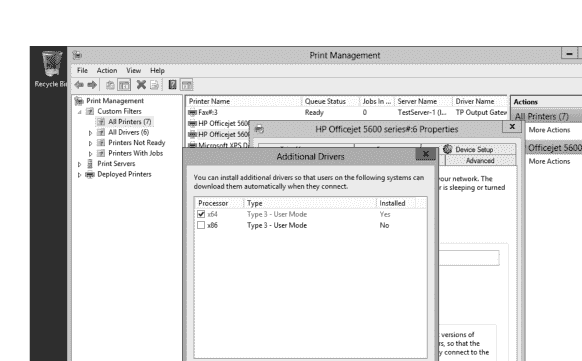 Recycle Bin
Print Management
File Action View Help
Print Management
Custom Filters
All Printers (7)
All Drivers (6)
Printers Not Ready
Printers With Jobs
Print Servers
Deployed Printers
Printer Name Queue Status Jobs In ... Server Name Driver Name
Fax#:3 Ready 0 TestServer-1 (l... TP Output Gatew
HP Officejet 560
HP Officejet 560
Microsoft XPS D
Actions
All Printers (7)
More Actions
Officejet 5600
More Actions
HP Officejet 5600 series#:6 Properties
Device Setup
Advanced
your network. The
r is sleeping or turned
Additional Drivers
You can install additional drivers so that users on the following systems can
download them automatically when they connect.
Processor Type Installed
x64 Type 3 - User Mode Yes
x86 Type 3 - User Mode No
versions of
rs, so that the
y connect to the